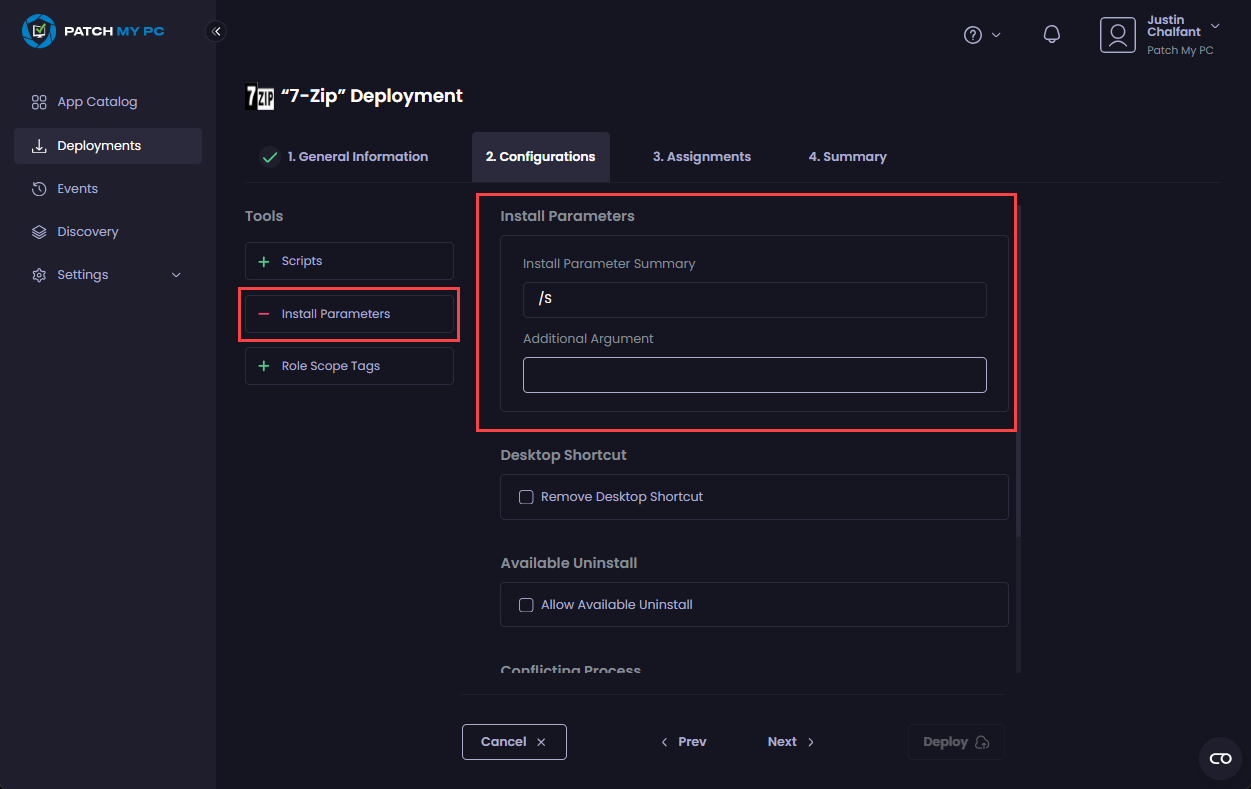 PATCH MY PC
Justin
Chalfant
Patch My PC
App Catalog
Deployments
Events
Discovery
Settings
7ZIP
“7-Zip” Deployment
1. General Information
2. Configurations
3. Assignments
4. Summary
Tools
Scripts
Install Parameters
Role Scope Tags
Install Parameters
Install Parameter Summary
/S
Additional Argument
Desktop Shortcut
Remove Desktop Shortcut
Available Uninstall
Allow Available Uninstall
Conflicting Process
Cancel
Prev
Next
Deploy